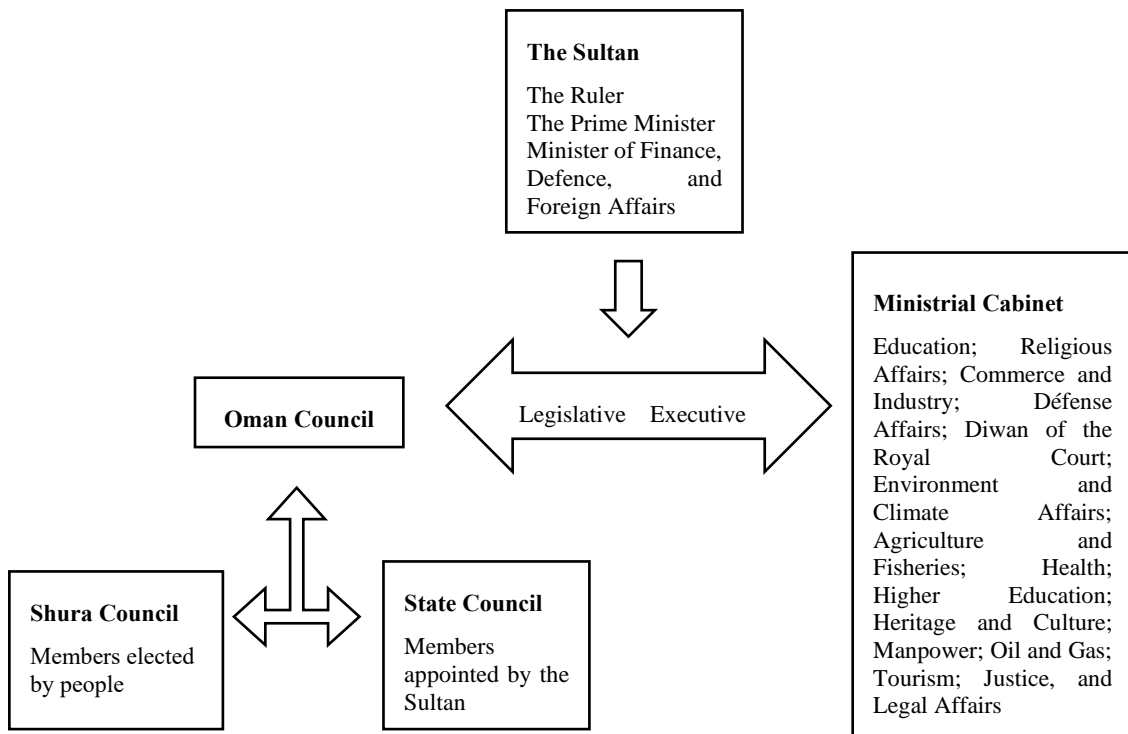 The Sultan
The Ruler
The Prime Minister
Minister of Finance,
Defence, and
Foreign Affairs
Ministrial Cabinet
Education; Religious
Affairs; Commerce and
Industry; Défense
Affairs; Diwan of the
Royal Court;
Environment and
Climate Affairs;
Agriculture and
Fisheries; Health;
Higher Education;
Heritage and Culture;
Manpower; Oil and Gas;
Tourism; Justice, and
Legal Affairs
Legislative Executive
Oman Council
Shura Council
Members elected
by people
State Council
Members
appointed by the
Sultan